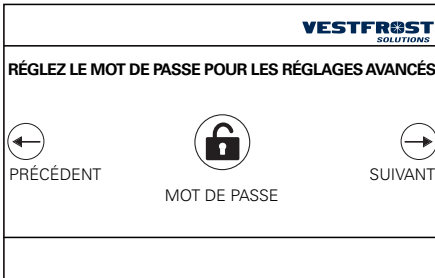 VESTFROST
SOLUTIONS
RÉGLEZ LE MOT DE PASSE POUR LES RÉGLAGES AVANCÉS
PRÉCÉDENT
MOT DE PASSE
SUIVANT